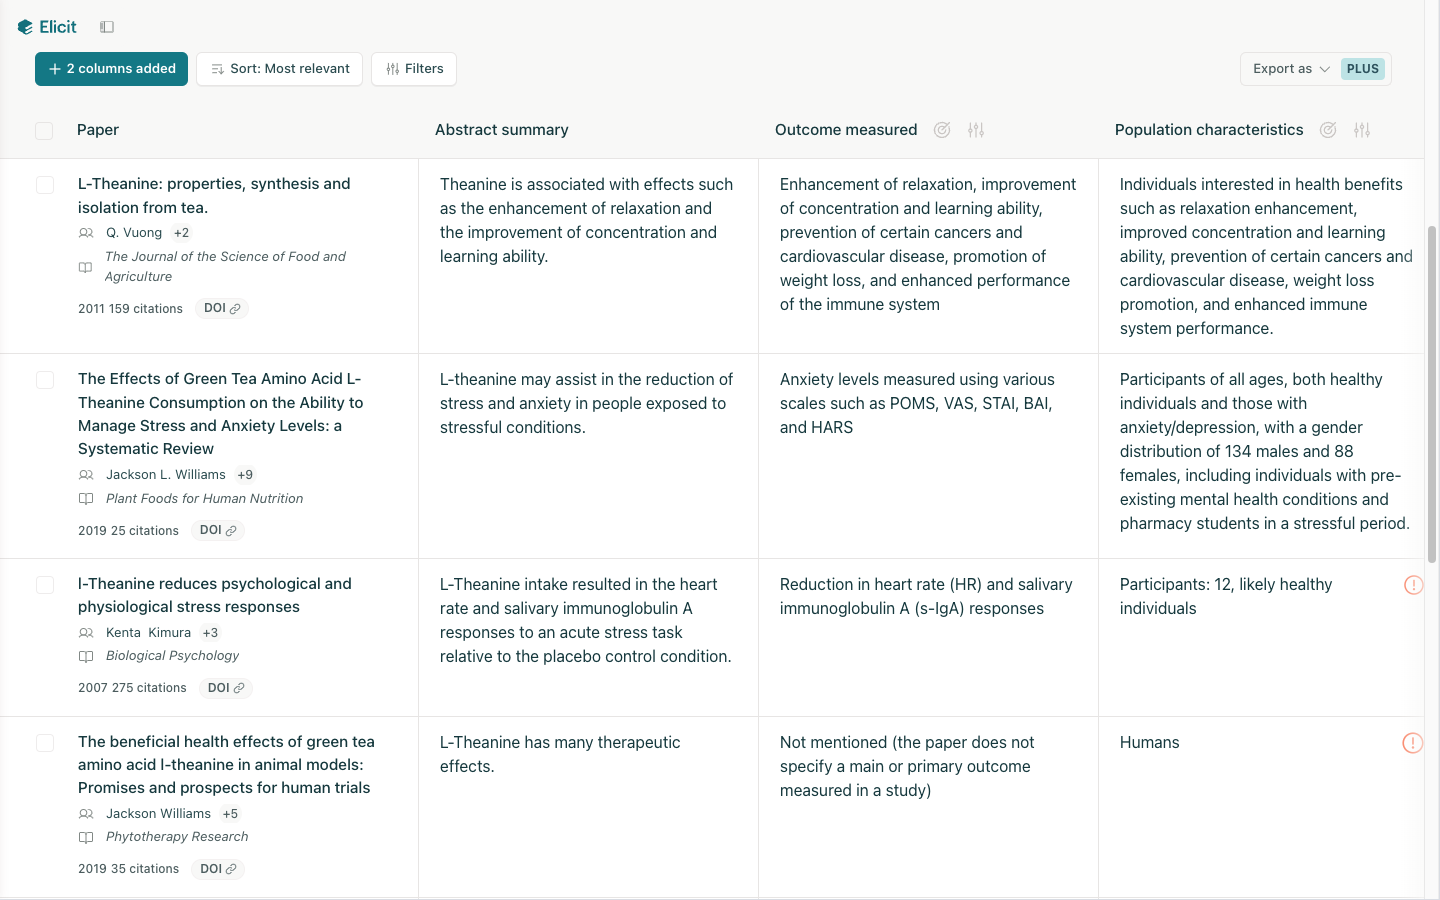 Elicit
2 columns added
Sort: Most relevant
Filters
Export as
PLUS
Paper
Abstract summary
Outcome measured
Population characteristics
L-Theanine: properties, synthesis and
isolation from tea.
Q. Vuong +2
The Journal of the Science of Food and
Agriculture
2011 159 citations DOI
Theanine is associated with effects such
as the enhancement of relaxation and
the improvement of concentration and
learning ability.
Enhancement of relaxation, improvement
of concentration and learning ability,
prevention of certain cancers and
cardiovascular disease, promotion of
weight loss, and enhanced performance
of the immune system
Individuals interested in health benefits
such as relaxation enhancement,
improved concentration and learning
ability, prevention of certain cancers and
cardiovascular disease, weight loss
promotion, and enhanced immune
system performance.
The Effects of Green Tea Amino Acid L-
Theanine Consumption on the Ability to
Manage Stress and Anxiety Levels: a
Systematic Review
Jackson L. Williams +9
Plant Foods for Human Nutrition
2019 25 citations DOI
L-theanine may assist in the reduction of
stress and anxiety in people exposed to
stressful conditions.
Anxiety levels measured using various
scales such as POMS, VAS, STAI, BAI,
and HARS
Participants of all ages, both healthy
individuals and those with
anxiety/depression, with a gender
distribution of 134 males and 88
females, including individuals with pre-
existing mental health conditions and
pharmacy students in a stressful period.
l-Theanine reduces psychological and
physiological stress responses
Kenta Kimura +3
Biological Psychology
2007 275 citations DOI
L-Theanine intake resulted in the heart
rate and salivary immunoglobulin A
responses to an acute stress task
relative to the placebo control condition.
Reduction in heart rate (HR) and salivary
immunoglobulin A (s-IgA) responses
Participants: 12, likely healthy
individuals
The beneficial health effects of green tea
amino acid l-theanine in animal models:
Promises and prospects for human trials
Jackson Williams +5
Phytotherapy Research
2019 35 citations DOI
L-Theanine has many therapeutic
effects.
Not mentioned (the paper does not
specify a main or primary outcome
measured in a study)
Humans